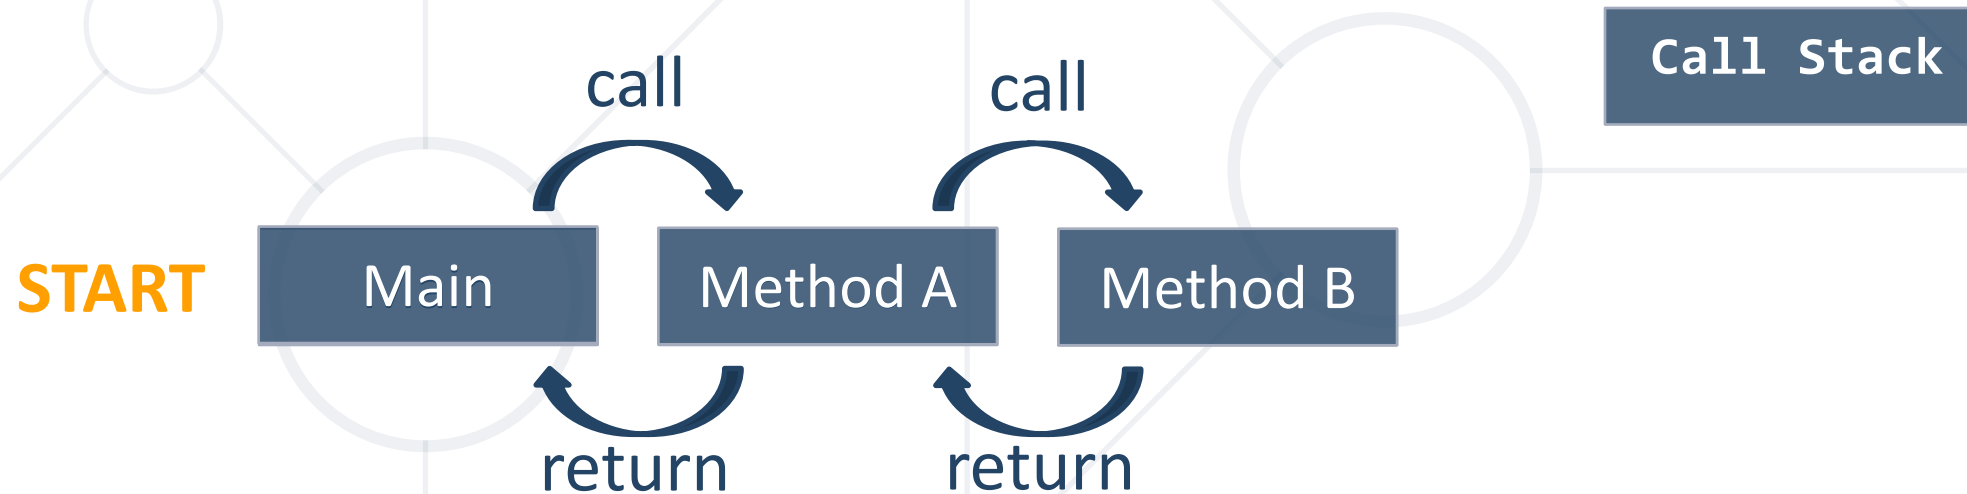 Call Stack
call
call
START
Main
Method A
Method B
return
return